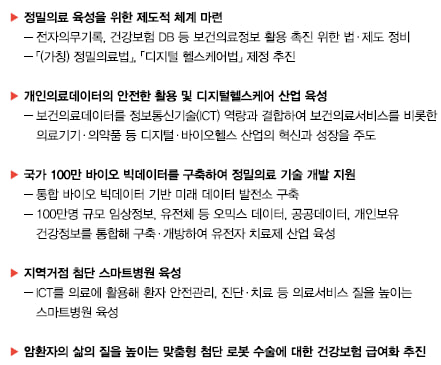 ▶ 정밀의료 육성을 위한 제도적 체계 마련
– 전자의무기록, 건강보험 DB 등 보건의료정보 활용 촉진 위한 법·제도 정비
– 「(가칭) 정밀의료법」, 「디지털 헬스케어법」 제정 추진
▶ 개인의료데이터의 안전한 활용 및 디지털헬스케어 산업 육성
– 보건의료데이터를 정보통신기술(ICT) 역량과 결합하여 보건의료서비스를 비롯한
의료기기·의약품 등 디지털·바이오헬스 산업의 혁신과 성장을 주도
▶ 국가 100만 바이오 빅데이터를 구축하여 정밀의료 기술 개발 지원
– 통합 바이오 빅데이터 기반 미래 데이터 발전소 구축
– 100만명 규모 임상정보, 유전체 등 오믹스 데이터, 공공데이터, 개인보유
건강정보를 통합해 구축·개방하여 유전자 치료제 산업 육성
▶ 지역거점 첨단 스마트병원 육성
– ICT를 의료에 활용해 환자 안전관리, 진단·치료 등 의료서비스 질을 높이는
스마트병원 육성
▶ 암환자의 삶의 질을 높이는 맞춤형 첨단 로봇 수술에 대한 건강보험 급여화 추진